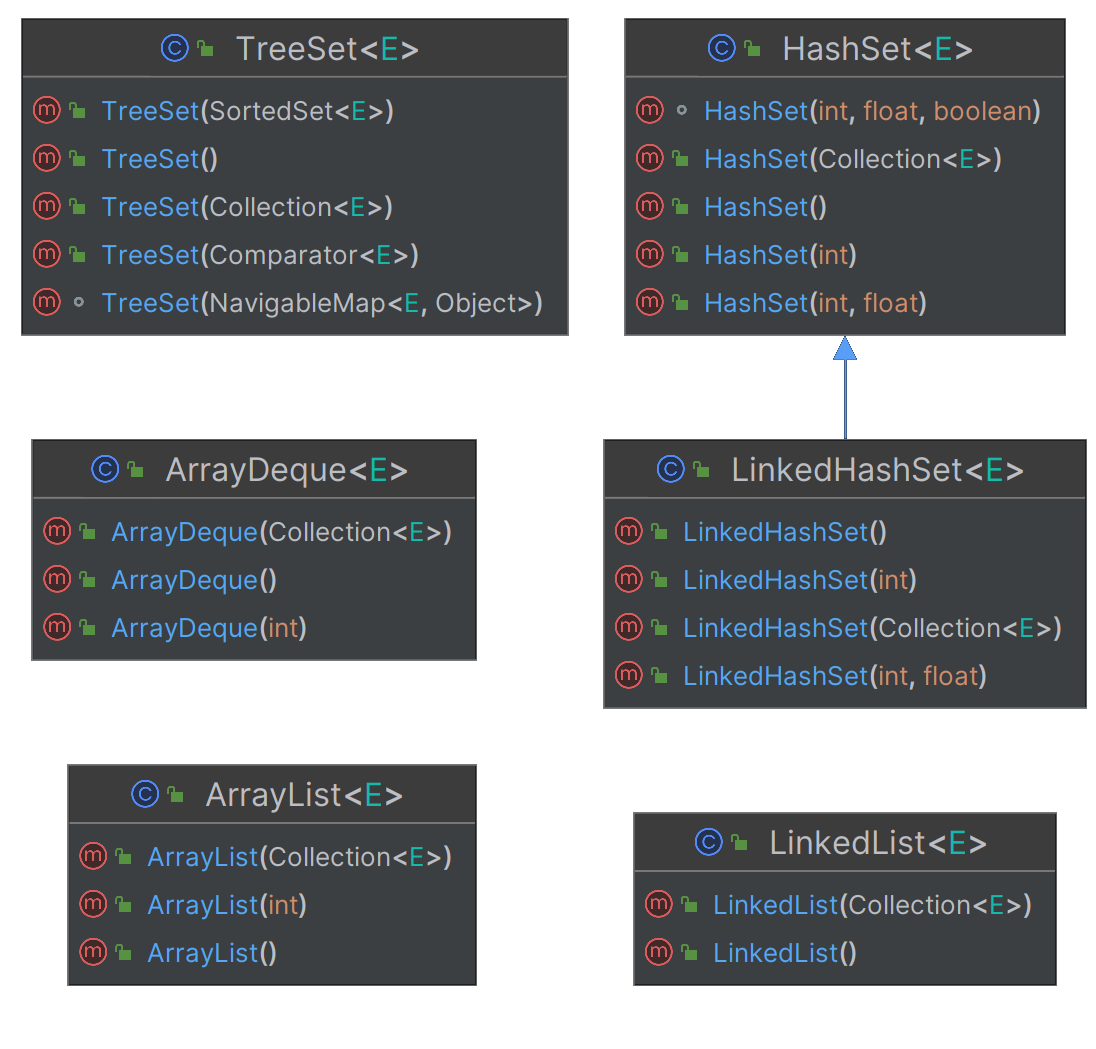 TreeSet<E>
TreeSet(SortedSet<E>)
TreeSet()
TreeSet(Collection<E>)
TreeSet(Comparator<E>)
TreeSet(NavigableMap<E, Object>)
HashSet<E>
HashSet(int, float, boolean)
HashSet(Collection<E>)
HashSet()
HashSet(int)
HashSet(int, float)
ArrayDeque<E>
ArrayDeque(Collection<E>)
ArrayDeque()
ArrayDeque(int)
LinkedHashSet<E>
LinkedHashSet()
LinkedHashSet(int)
LinkedHashSet(Collection<E>)
LinkedHashSet(int, float)
ArrayList<E>
ArrayList(Collection<E>)
ArrayList(int)
ArrayList()
LinkedList<E>
LinkedList(Collection<E>)
LinkedList()